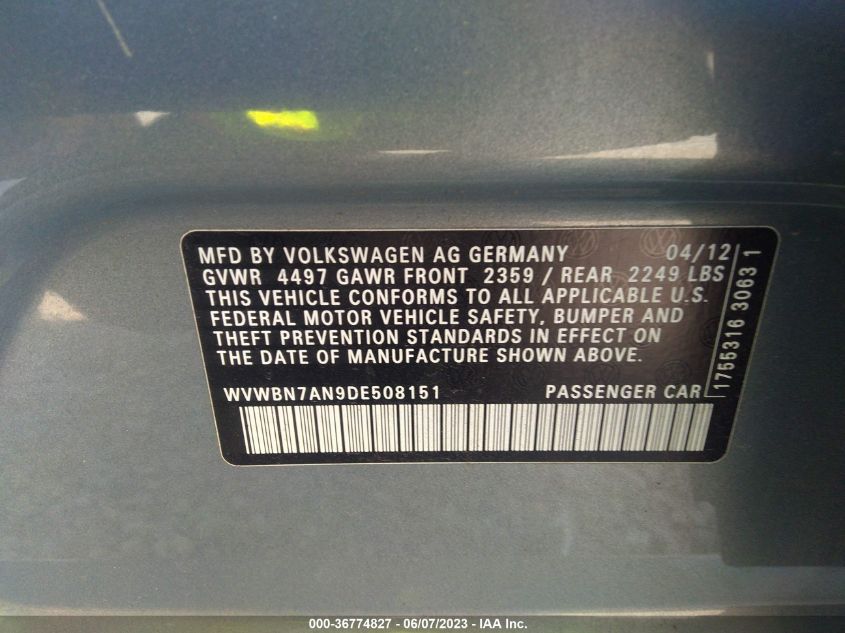 MFD BY VOLKSWAGEN AG GERMANY 04/12
GVWR 4497 GAWR FRONT 2359 / REAR 2249 LBS
THIS VEHICLE CONFORMS TO ALL APPLICABLE U.S.
FEDERAL MOTOR VEHICLE SAFETY, BUMPER AND
THEFT PREVENTION STANDARDS IN EFFECT ON
THE DATE OF MANUFACTURE SHOWN ABOVE.
WVWBN7AN9DE508151 PASSENGER CAR
1755316 30631
000-36774827 - 06/07/2023 - IAA Inc.